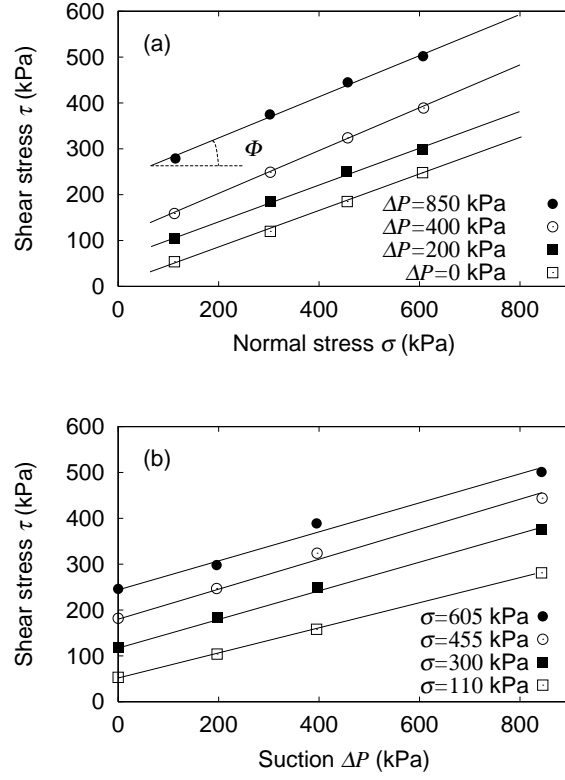 600
500
400
300
200
100
0
Shear stress τ (kPa)
(a)
Φ
ΔP=850 kPa
ΔP=400 kPa
ΔP=200 kPa
ΔP=0 kPa
0 200 400 600 800
Normal stress σ (kPa)
600
500
400
300
200
100
0
Shear stress τ (kPa)
(b)
σ=605 kPa
σ=455 kPa
σ=300 kPa
σ=110 kPa
0 200 400 600 800
Suction ΔP (kPa)